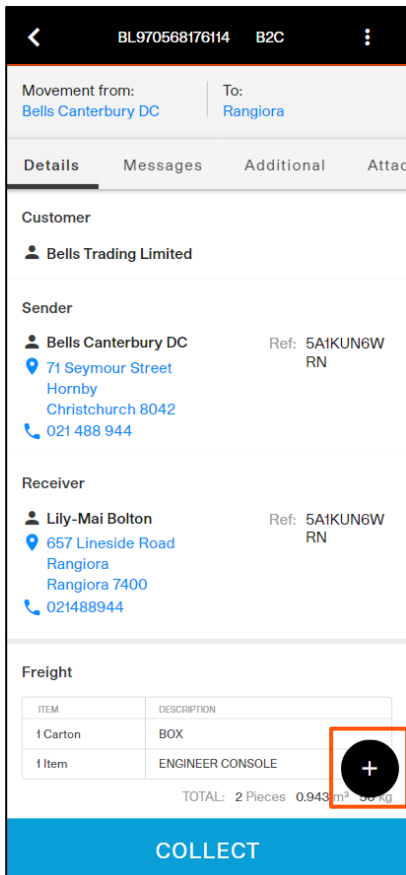 BL970568176114 B2C
Movement from: To:
Bells Canterbury DC Rangiora
Details Messages Additional Attac
Customer
Bells Trading Limited
Sender
Bells Canterbury DC Ref: 5A1KUN6W
RN
71 Seymour Street
Hornby
Christchurch 8042
021 488 944
Receiver
Lily-Mai Bolton Ref: 5A1KUN6W
RN
657 Lineside Road
Rangiora
Rangiora 7400
021488944
Freight
ITEM DESCRIPTION
1 Carton BOX
1 Item ENGINEER CONSOLE
+
TOTAL: 2 Pieces 0.943 m³ 50 kg
COLLECT